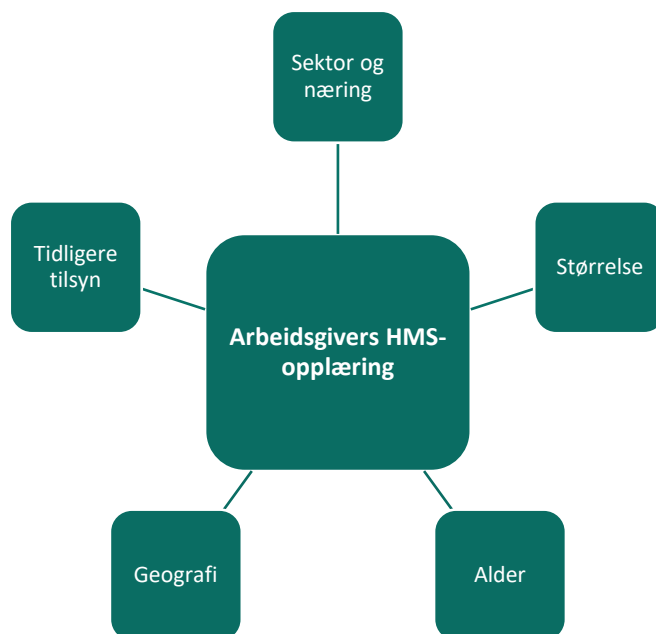 Sektor og
næring
Tidligere
tilsyn
Størrelse
Arbeidsgivers HMS-
opplæring
Geografi
Alder